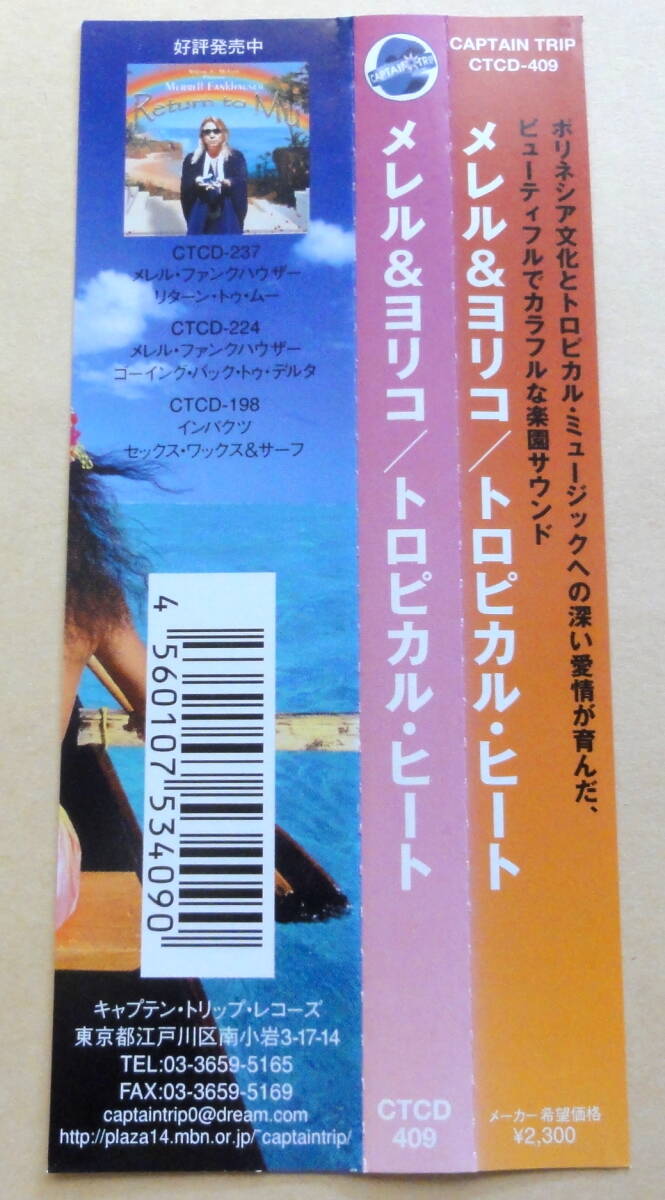 好評発売中
Merrell Fankhauser
Return to Mu
CTCD-237
メレル・ファンクハウザー
リターン・トゥ・ムー
CTCD-224
メレル・ファンクハウザー
ゴーイング・バック・トゥ・デルタ
CTCD-198
インパクツ
セックス・ワックス&サーフ
4 560107 534090
キャプテン・トリップ・レコーズ
東京都江戸川区南小岩3-17-14
TEL:03-3659-5165
FAX:03-3659-5169
captaintrip0@dream.com
http://plaza14.mbn.or.jp/~captaintrip/
CAPTAIN TRIP
メレル&ヨリコ/トロピカル・ヒート
CTCD
409
CAPTAIN TRIP
CTCD-409
ポリネシア文化とトロピカル・ミュージックへの深い愛情が育んだ、
ビューティフルでカラフルな楽園サウンド
メレル&ヨリコ/トロピカル・ヒート
メーカー希望価格
¥2,300